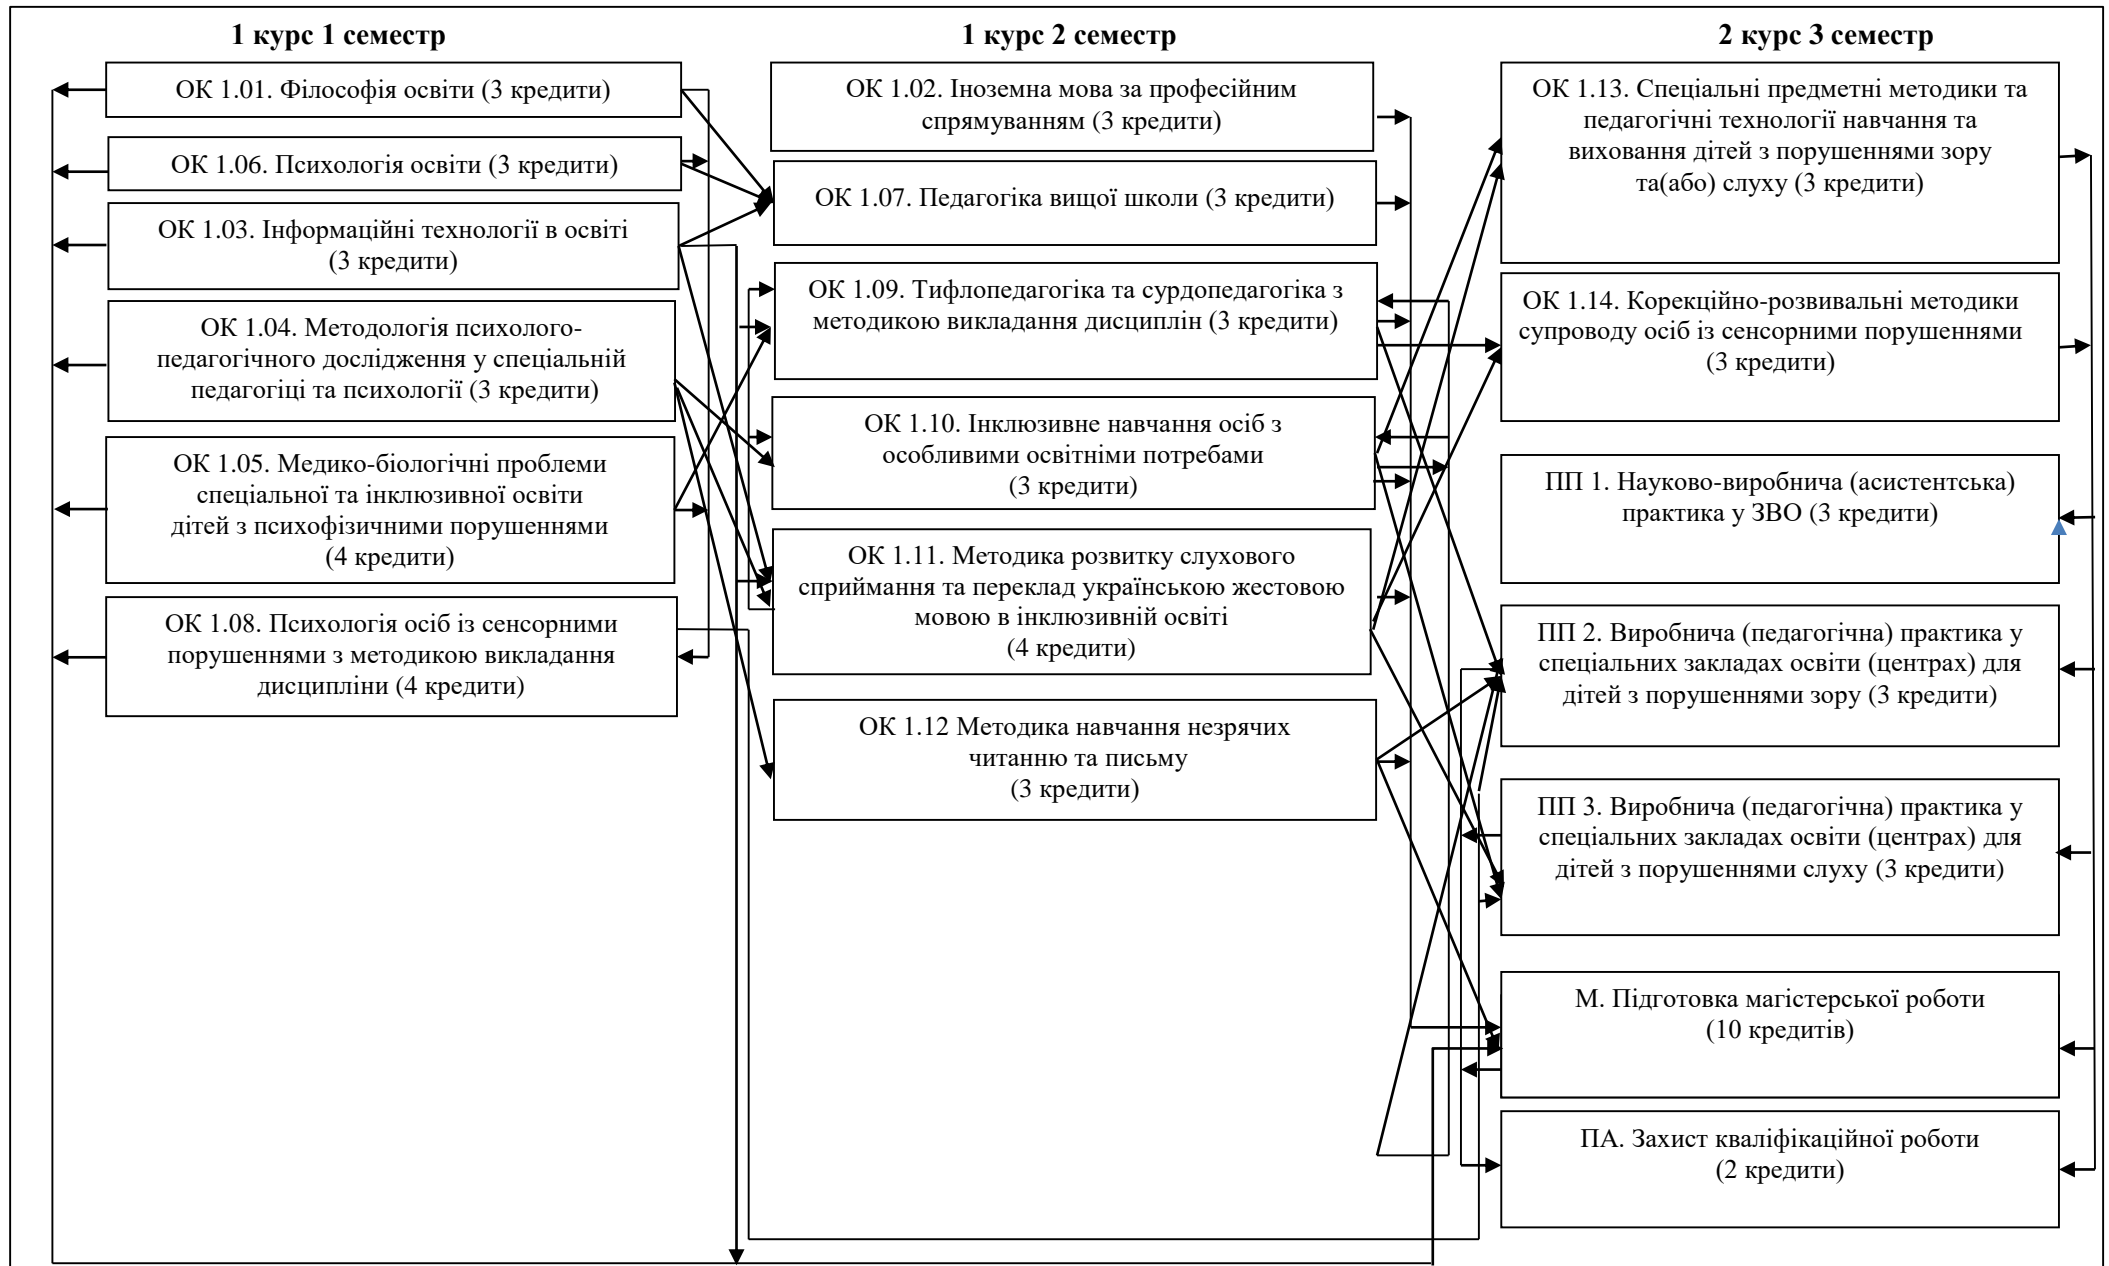 1 курс 1 семестр
ОК 1.01. Філософія освіти (3 кредити)
ОК 1.06. Психологія освіти (3 кредити)
ОК 1.03. Інформаційні технології в освіті
(3 кредити)
ОК 1.04. Методологія психолого-
педагогічного дослідження у спеціальній
педагогіці та психології (3 кредити)
ОК 1.05. Медико-біологічні проблеми
спеціальної та інклюзивної освіти
дітей з психофізичними порушеннями
(4 кредити)
ОК 1.08. Психологія осіб із сенсорними
порушеннями з методикою викладання
дисципліни (4 кредити)
1 курс 2 семестр
ОК 1.02. Іноземна мова за професійним
спрямуванням (3 кредити)
ОК 1.07. Педагогіка вищої школи (3 кредити)
ОК 1.09. Тифлопедагогіка та сурдопедагогіка з
методикою викладання дисциплін (3 кредити)
ОК 1.10. Інклюзивне навчання осіб з
особливими освітніми потребами
(3 кредити)
ОК 1.11. Методика розвитку слухового
сприймання та переклад українською жестовою
мовою в інклюзивній освіті
(4 кредити)
ОК 1.12 Методика навчання незрячих
читанню та письму
(3 кредити)
2 курс 3 семестр
ОК 1.13. Спеціальні предметні методики та
педагогічні технології навчання та
виховання дітей з порушеннями зору
та(або) слуху (3 кредити)
ОК 1.14. Корекційно-розвивальні методики
супроводу осіб із сенсорними порушеннями
(3 кредити)
ПП 1. Науково-виробнича (асистентська)
практика у ЗВО (3 кредити)
ПП 2. Виробнича (педагогічна) практика у
спеціальних закладах освіти (центрах) для
дітей з порушеннями зору (3 кредити)
ПП 3. Виробнича (педагогічна) практика у
спеціальних закладах освіти (центрах) для
дітей з порушеннями слуху (3 кредити)
М. Підготовка магістерської роботи
(10 кредитів)
ПА. Захист кваліфікаційної роботи
(2 кредити)